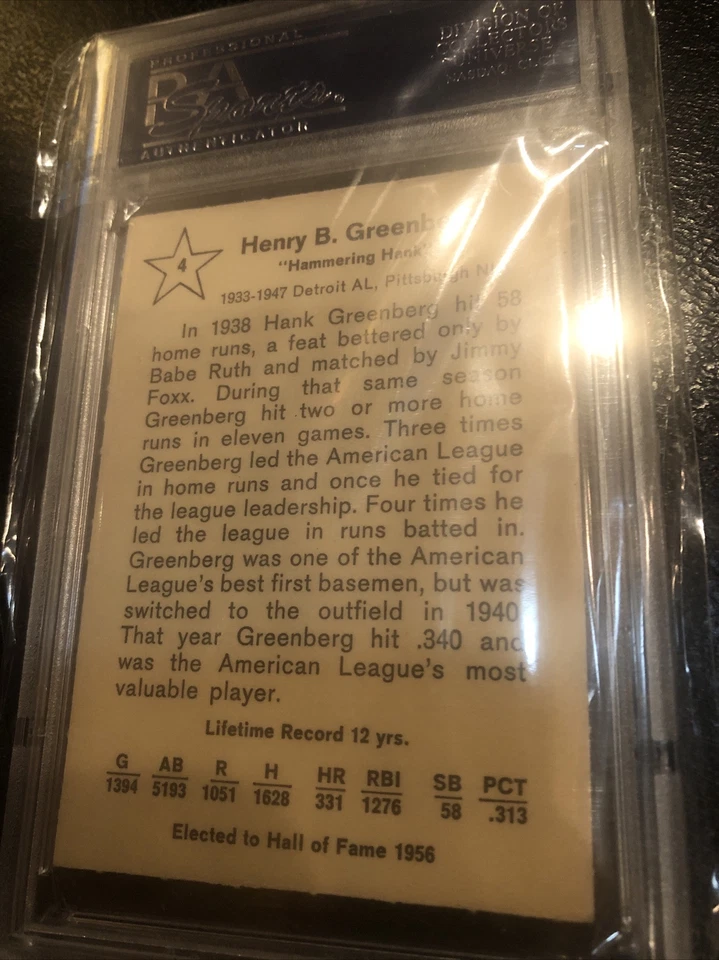 PROFESSIONAL
PSA
Sports
AUTHENTICATOR
A
DIVISION OF
COLLECTORS
UNIVERSE
NASDAQ
4
Henry B. Greenb
"Hammering Hank"
1933-1947 Detroit AL, Pittsburgh NL
In 1938 Hank Greenberg hit 58
home runs, a feat bettered only by
Babe Ruth and matched by Jimmy
Foxx. During that same season
Greenberg hit two or more home
runs in eleven games. Three times
Greenberg led the American League
in home runs and once he tied for
the league leadership. Four times he
led the league in runs batted in.
Greenberg was one of the American
League's best first basemen, but was
switched to the outfield in 1940
That year Greenberg hit .340 and
was the American League's most
valuable player.
Lifetime Record 12 yrs.
G AB R H HR RBI SB PCT
1394 5193 1051 1628 331 1276 58 .313
Elected to Hall of Fame 1956